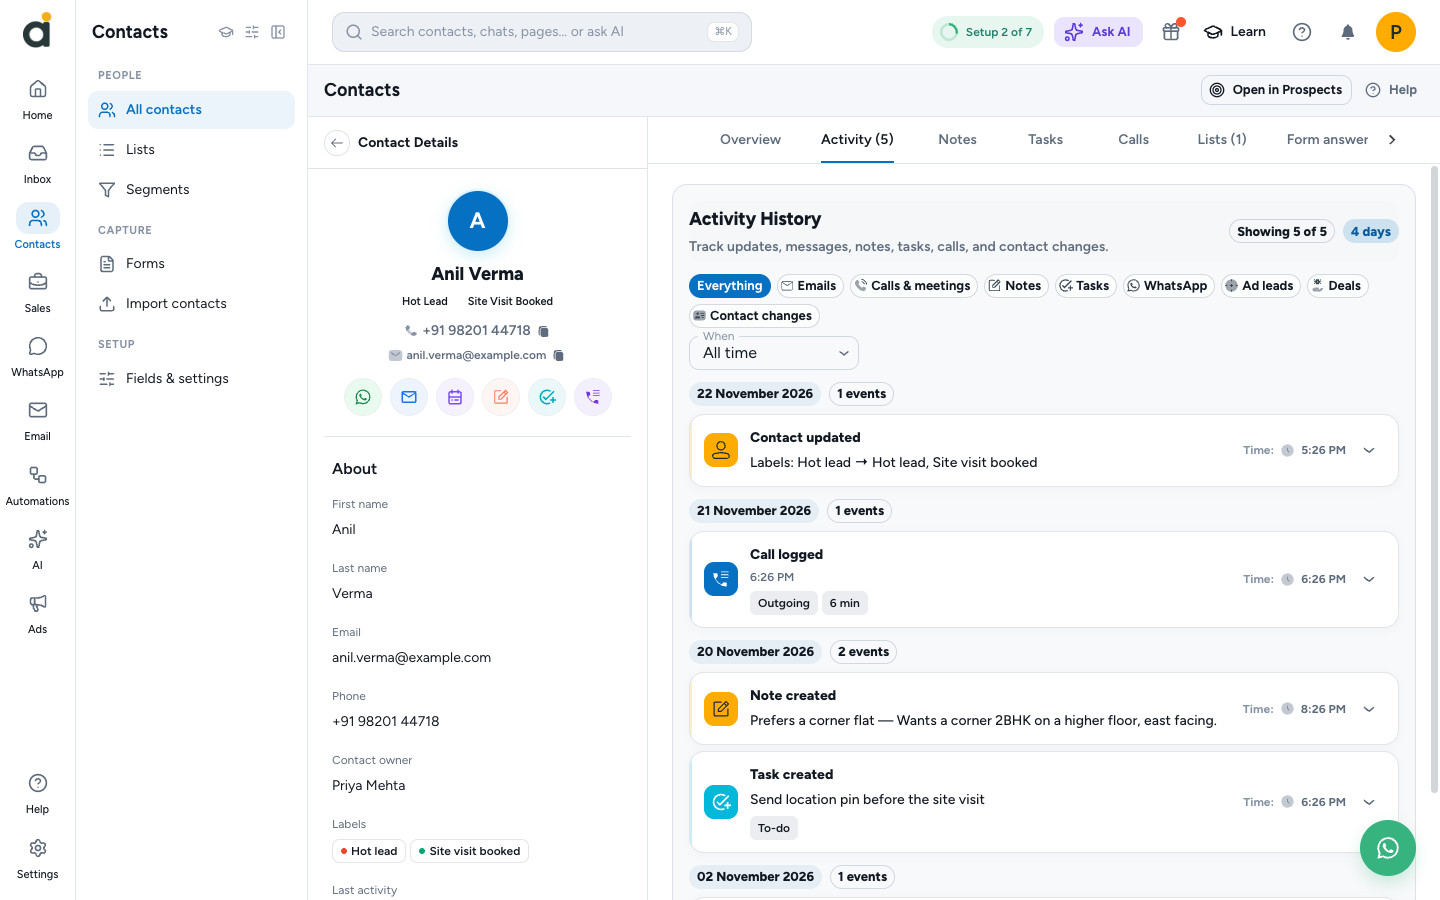 Contacts
Search contacts, chats, pages... or ask AI
⌘K
Setup 2 of 7
Ask AI
Learn
P
Home
Inbox
Contacts
Sales
WhatsApp
Email
Automations
AI
Ads
Help
Settings
PEOPLE
All contacts
Lists
Segments
CAPTURE
Forms
Import contacts
SETUP
Fields & settings
Contacts
Open in Prospects
Help
Contact Details
A
Anil Verma
Hot Lead Site Visit Booked
+91 98201 44718
anil.verma@example.com
About
First name
Anil
Last name
Verma
Email
anil.verma@example.com
Phone
+91 98201 44718
Contact owner
Priya Mehta
Labels
Hot lead Site visit booked
Last activity
Overview Activity (5) Notes Tasks Calls Lists (1) Form answer
Activity History
Track updates, messages, notes, tasks, calls, and contact changes.
Showing 5 of 5 4 days
Everything Emails Calls & meetings Notes Tasks WhatsApp Ad leads Deals
Contact changes
When
All time
22 November 2026 1 events
Contact updated
Labels: Hot lead → Hot lead, Site visit booked
Time: 5:26 PM
21 November 2026 1 events
Call logged
6:26 PM
Outgoing 6 min
Time: 6:26 PM
20 November 2026 2 events
Note created
Prefers a corner flat — Wants a corner 2BHK on a higher floor, east facing.
Time: 8:26 PM
Task created
Send location pin before the site visit
To-do
Time: 6:26 PM
02 November 2026 1 events